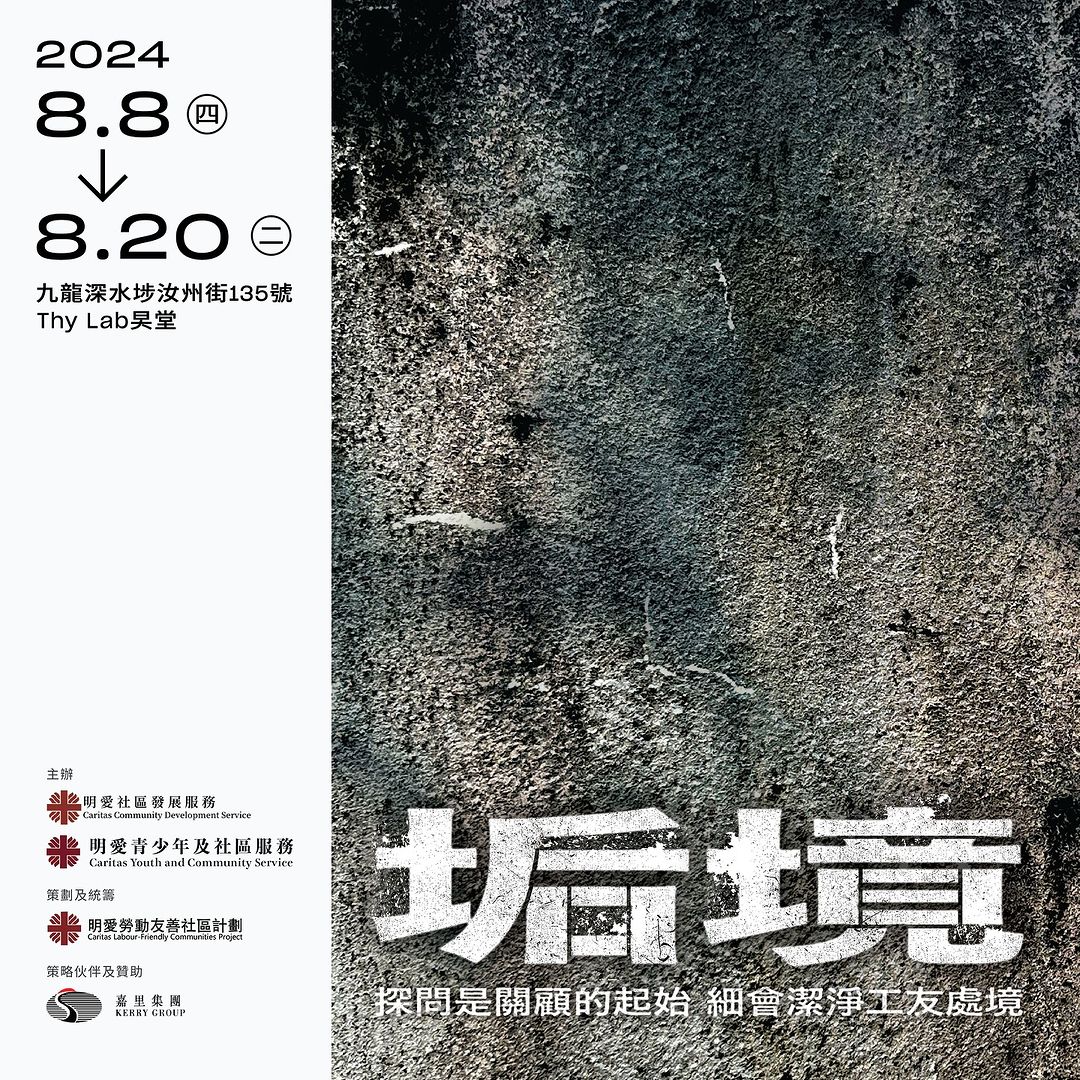 2024
8.8 四
8.20 二
九龍深水埗汝州街135號
Thy Lab昊堂
主辦
明愛社區發展服務
Caritas Community Development Service
明愛青少年及社區服務
Caritas Youth and Community Service
策劃及統籌
明愛勞動友善社區計劃
Caritas Labour-Friendly Communities Project
策略伙伴及贊助
嘉里集團
KERRY GROUP
垢境
探問是關顧的起始 細會潔淨工友處境